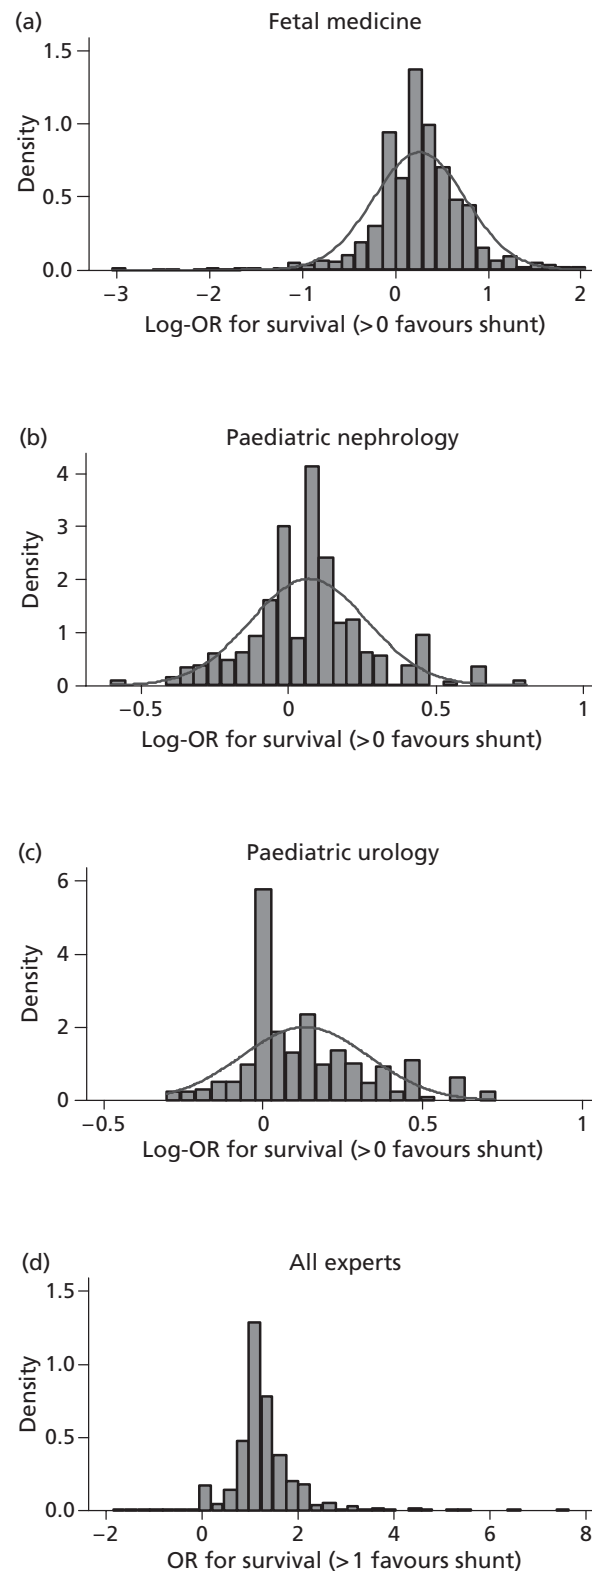 (a) Fetal medicine
1.5
1.0
Density
0.5
0.0
−3 −2 −1 0 1 2
Log-OR for survival (>0 favours shunt)
(b) Paediatric nephrology
4
3
Density
2
1
0
−0.5 0 0.5 1
Log-OR for survival (>0 favours shunt)
(c) Paediatric urology
6
4
Density
2
0
−0.5 0 0.5 1
Log-OR for survival (>0 favours shunt)
(d) All experts
1.5
1.0
Density
0.5
0.0
−2 0 2 4 6 8
OR for survival (>1 favours shunt)